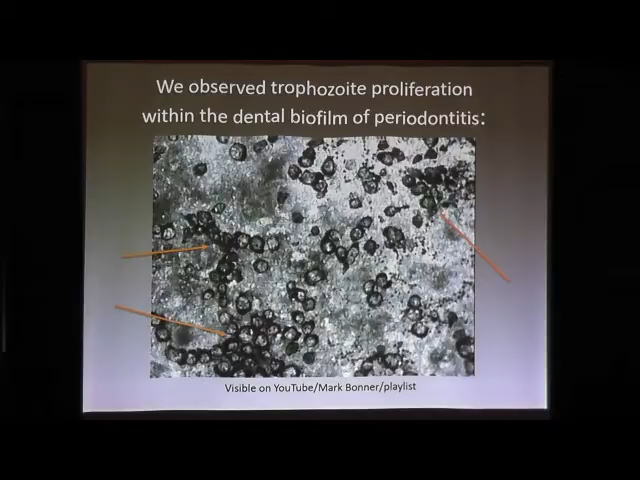 We observed trophozoite proliferation
within the dental biofilm of periodontitis:
Visible on YouTube/Mark Bonner/playlist